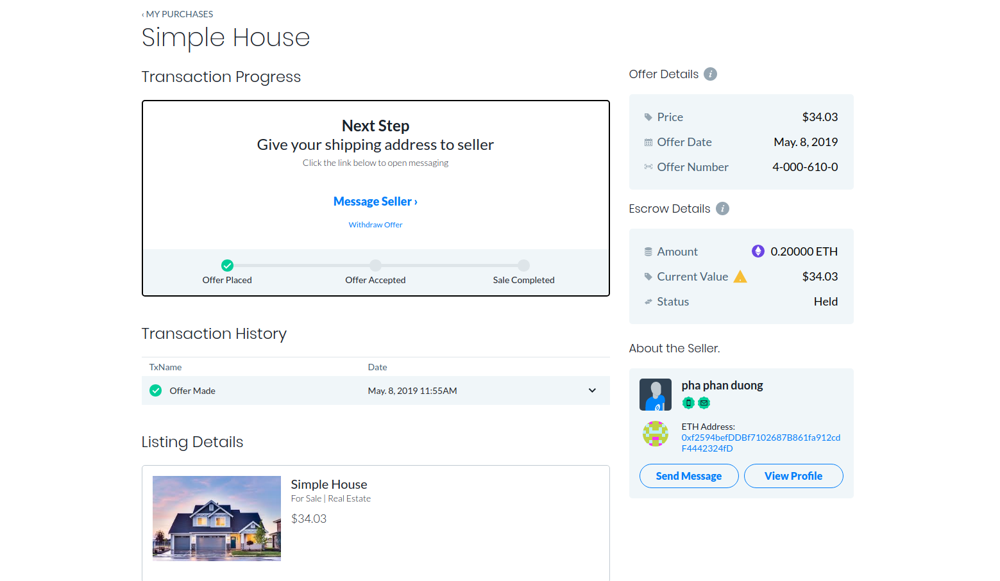 ‹ MY PURCHASES
Simple House
Transaction Progress
Next Step
Give your shipping address to seller
Click the link below to open messaging
Message Seller ›
Withdraw Offer
Offer Placed
Offer Accepted
Sale Completed
Transaction History
TxName Date
Offer Made May. 8, 2019 11:55AM
Listing Details
Simple House
For Sale | Real Estate
$34.03
Offer Details
Price $34.03
Offer Date May. 8, 2019
Offer Number 4-000-610-0
Escrow Details
Amount 0.20000 ETH
Current Value $34.03
Status Held
About the Seller.
pha phan duong
ETH Address:
0xf2594befDDBf7102687B861fa912cd
F4442324fD
Send Message
View Profile